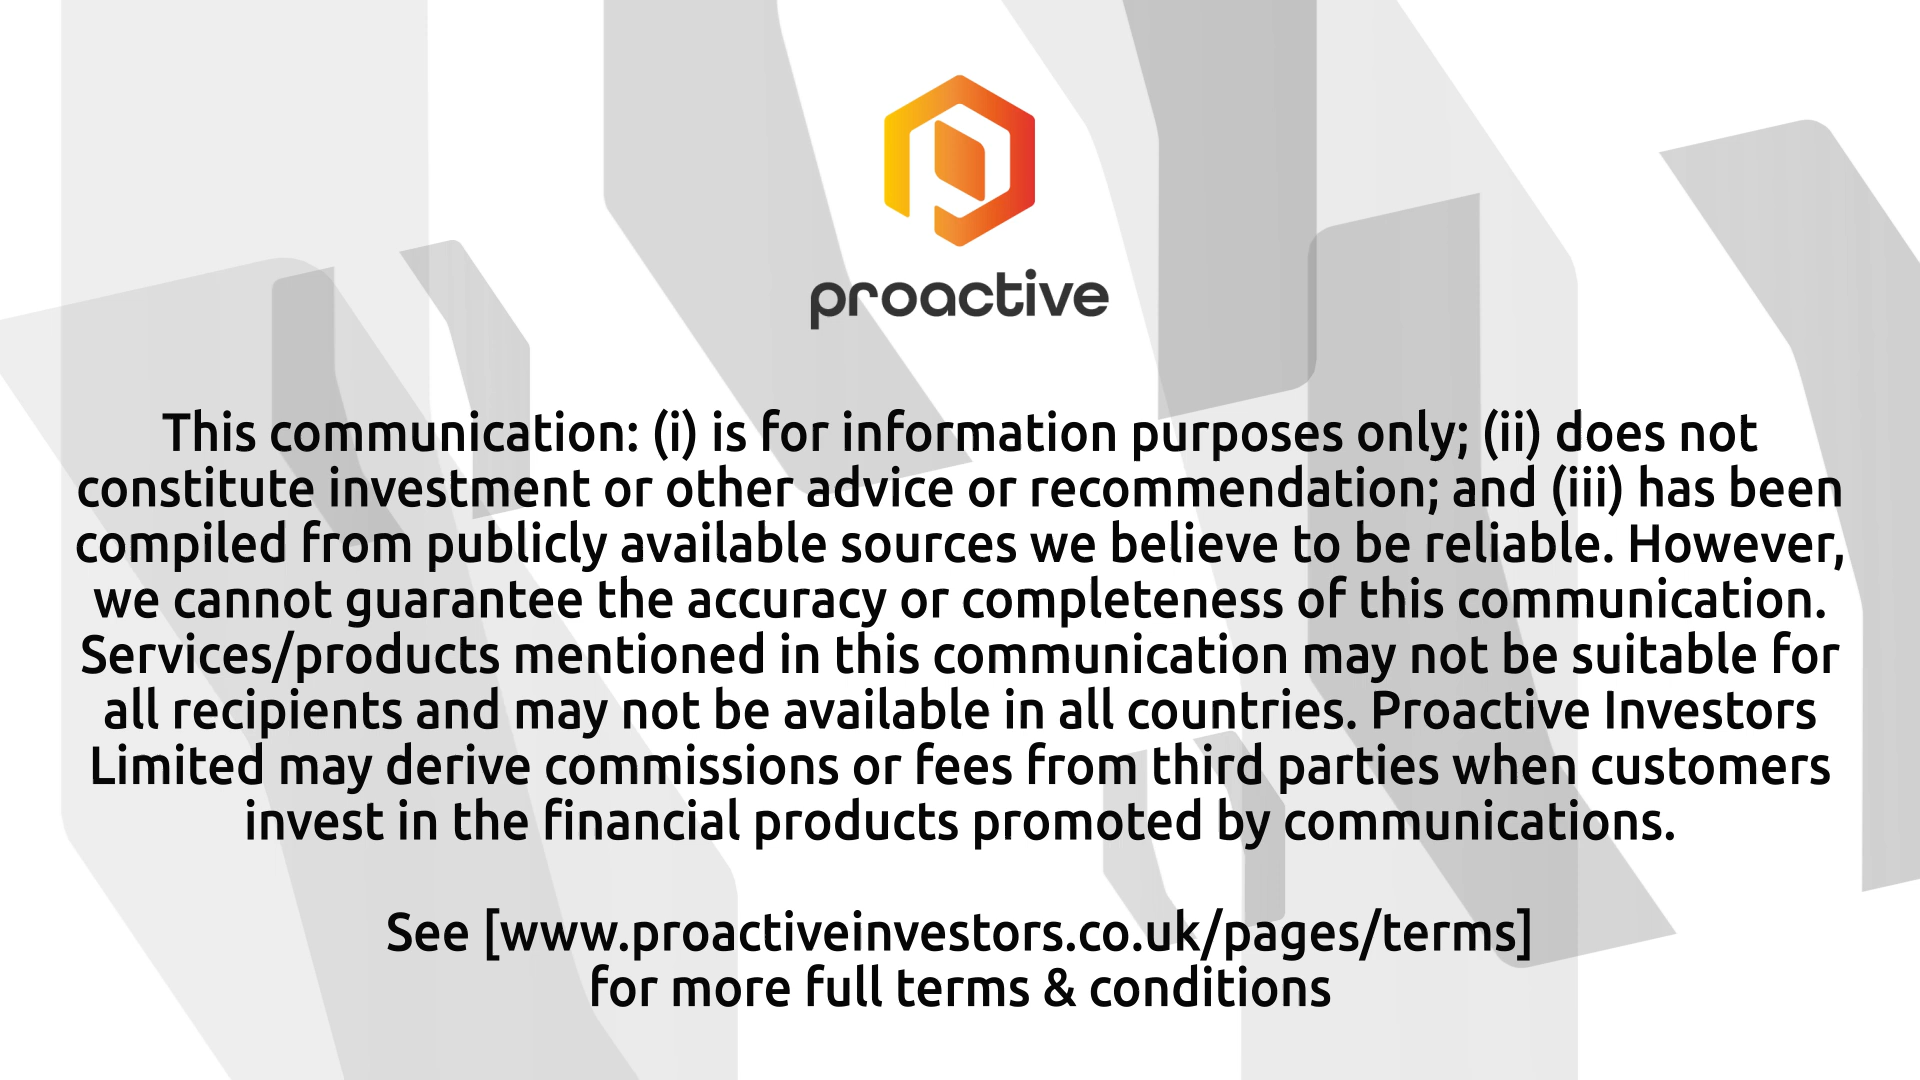 proactive
This communication: (i) is for information purposes only; (ii) does not
constitute investment or other advice or recommendation; and (iii) has been
compiled from publicly available sources we believe to be reliable. However,
we cannot guarantee the accuracy or completeness of this communication.
Services/products mentioned in this communication may not be suitable for
all recipients and may not be available in all countries. Proactive Investors
Limited may derive commissions or fees from third parties when customers
invest in the financial products promoted by communications.
See [www.proactiveinvestors.co.uk/pages/terms]
for more full terms & conditions